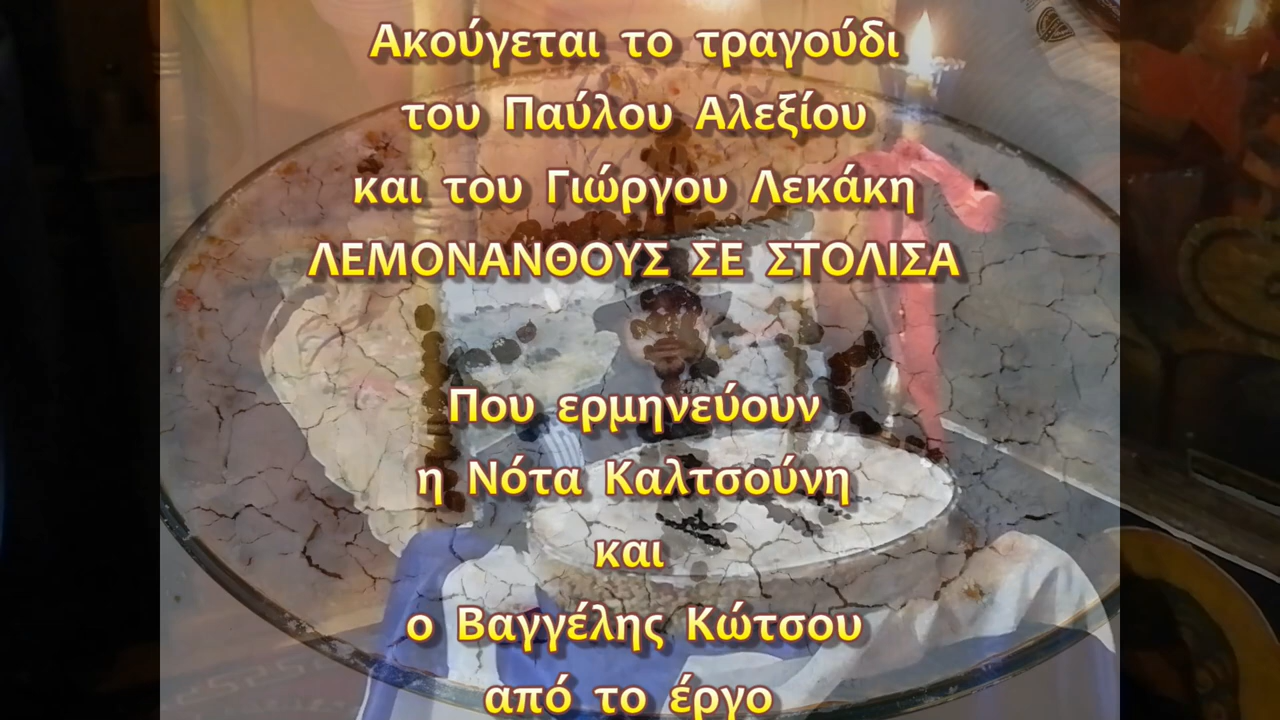 Ακούγεται το τραγούδι
του Παύλου Αλεξίου
και του Γιώργου Λεκάκη
ΛΕΜΟΝΑΝΘΟΥΣ ΣΕ ΣΤΟΛΙΣΑ
Που ερμηνεύουν
η Νότα Καλτσούνη
και
ο Βαγγέλης Κώτσου
από το έργο